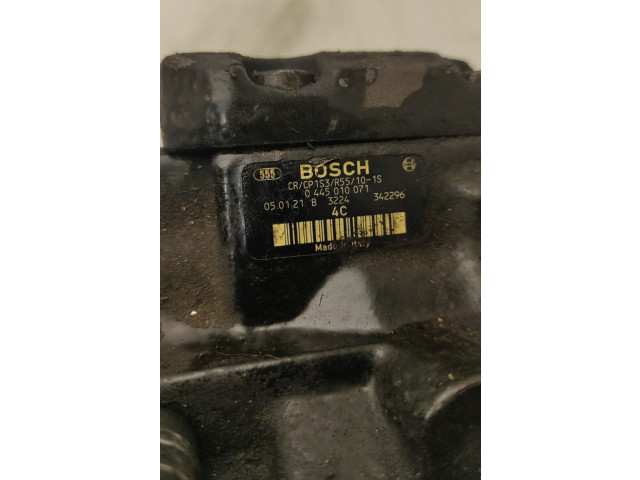 555 BOSCH
CR/CP1S3/R55/10-1S
0 445 010 071
05.01.21 B 3224 342296
4C
Made in Italy